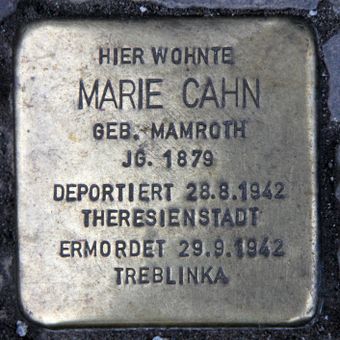 HIER WOHNTE
MARIE CAHN
GEB. MAMROTH
JG. 1879
DEPORTIERT 28.8.1942
THERESIENSTADT
ERMORDET 29.9.1942
TREBLINKA